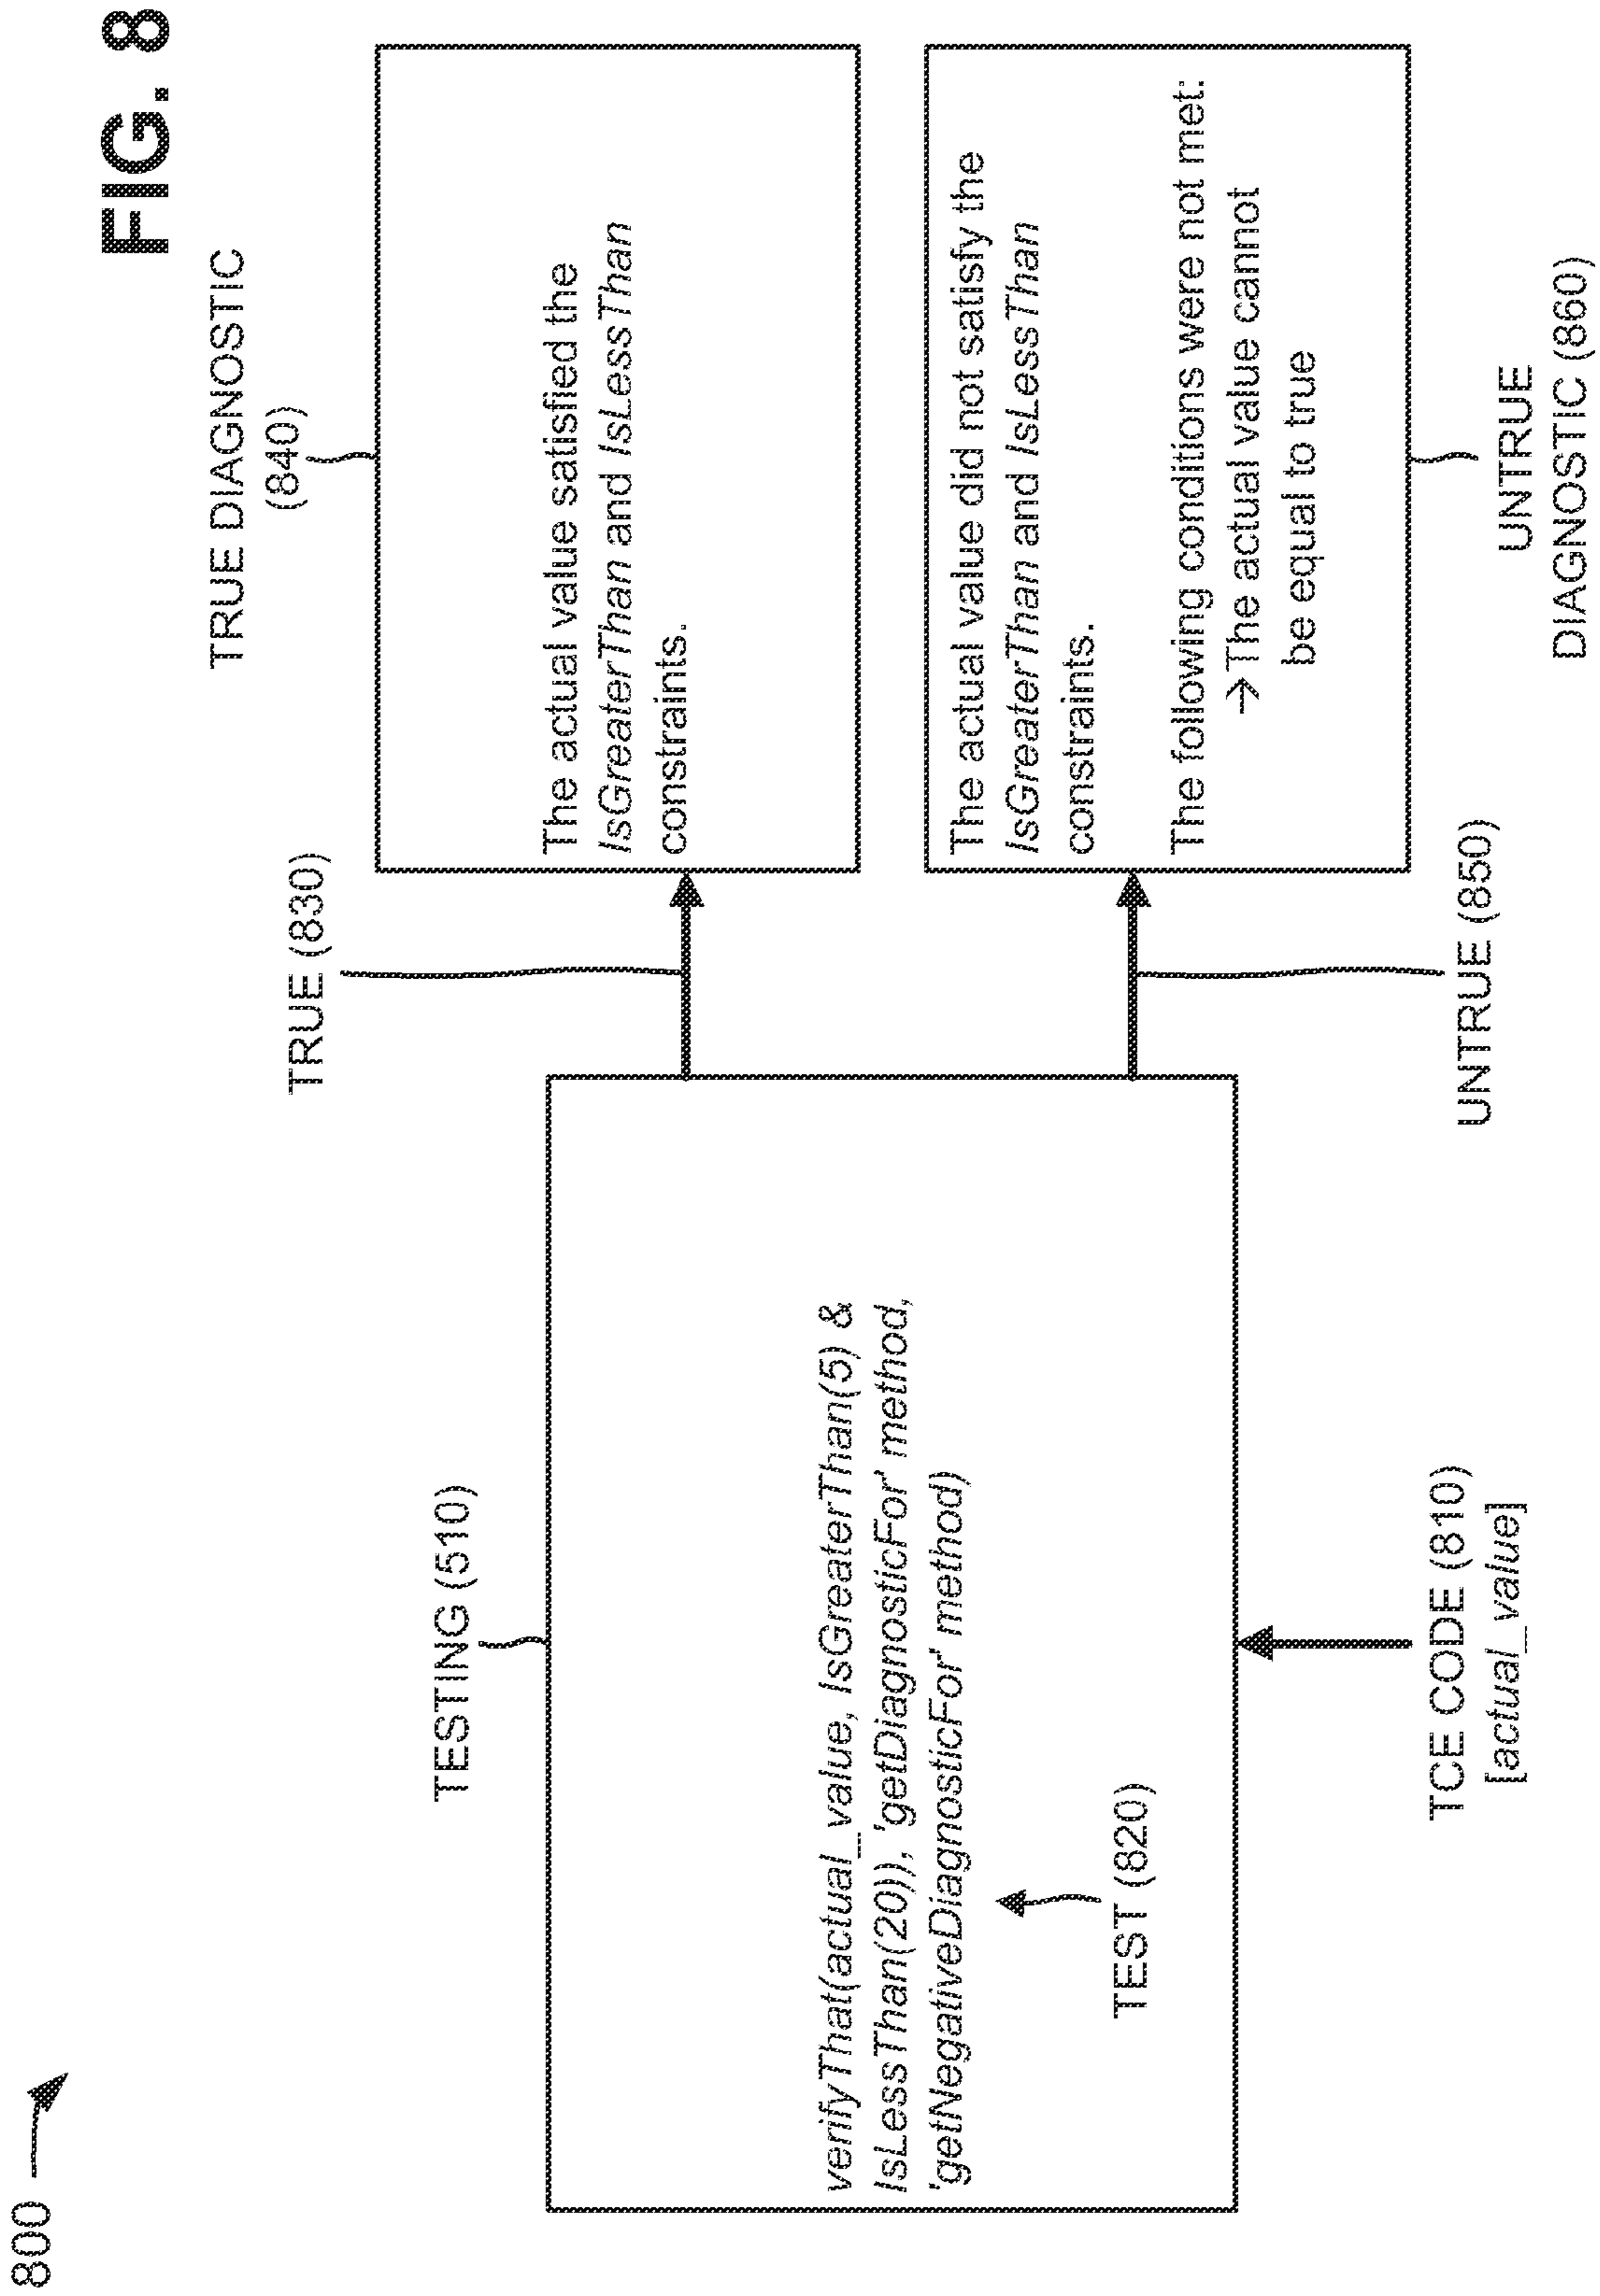 800
FIG. 8
TESTING (510)
verifyThat(actual_value, IsGreaterThan(5) &
IsLessThan(20)), 'getDiagnosticFor' method,
'getNegativeDiagnosticFor' method)
TEST (820)
TCE CODE (810)
[actual_value]
TRUE (830)
TRUE DIAGNOSTIC
(840)
The actual value satisfied the
IsGreaterThan and IsLessThan
constraints.
UNTRUE (850)
The actual value did not satisfy the
IsGreaterThan and IsLessThan
constraints.
The following conditions were not met:
→The actual value cannot
be equal to true
UNTRUE
DIAGNOSTIC (860)